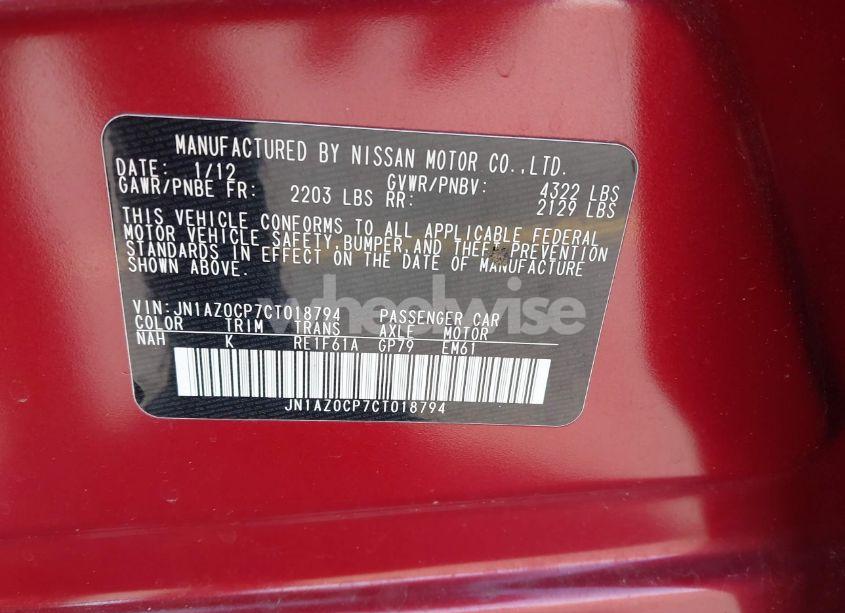 MANUFACTURED BY NISSAN MOTOR CO.,LTD.
DATE: 1/12 GVWR/PNBV: 4322 LBS
GAWR/PNBE FR: 2203 LBS RR: 2129 LBS
THIS VEHICLE CONFORMS TO ALL APPLICABLE FEDERAL
MOTOR VEHICLE SAFETY,BUMPER,AND THEFT PREVENTION
STANDARDS IN EFFECT ON THE DATE OF MANUFACTURE
SHOWN ABOVE.
VIN:JN1AZ0CP7CT018794 PASSENGER CAR
COLOR TRIM TRANS AXLE MOTOR
NAH K RE1F61A GP79 EM61
JN1AZ0CP7CT018794
wheelwise